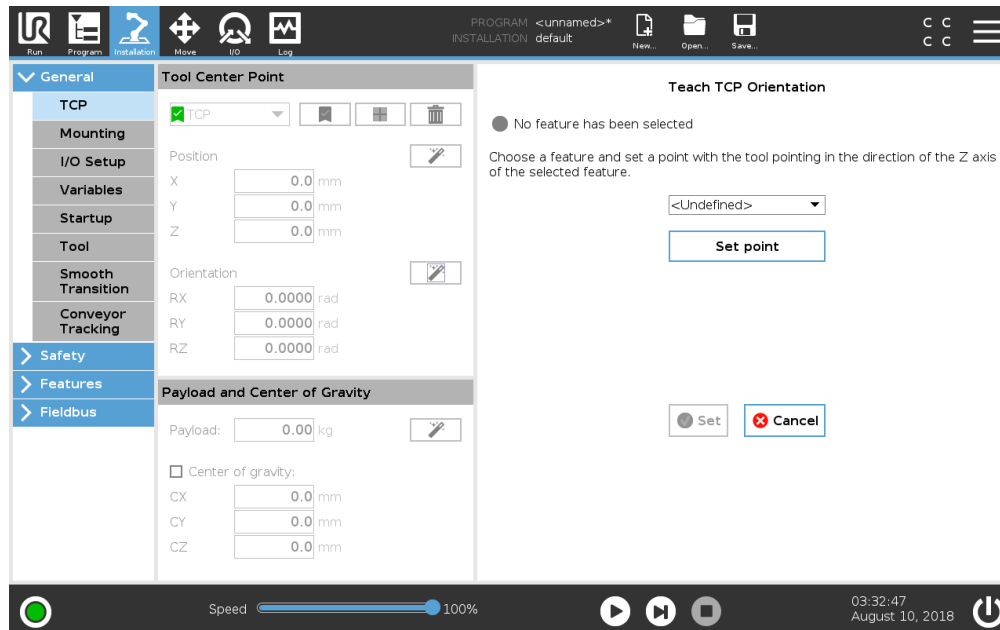 UR
Run
Program
Installation
Move
I/O
Log
PROGRAM <unnamed>*
INSTALLATION default
New...
Open...
Save...
C C
C C
General
TCP
Mounting
I/O Setup
Variables
Startup
Tool
Smooth
Transition
Conveyor
Tracking
Safety
Features
Fieldbus
Tool Center Point
TCP
Position
X 0.0 mm
Y 0.0 mm
Z 0.0 mm
Orientation
RX 0.0000 rad
RY 0.0000 rad
RZ 0.0000 rad
Payload and Center of Gravity
Payload: 0.00 kg
Center of gravity:
CX 0.0 mm
CY 0.0 mm
CZ 0.0 mm
Teach TCP Orientation
No feature has been selected
Choose a feature and set a point with the tool pointing in the direction of the Z axis
of the selected feature.
<Undefined>
Set point
Set
Cancel
Speed 100%
03:32:47
August 10, 2018